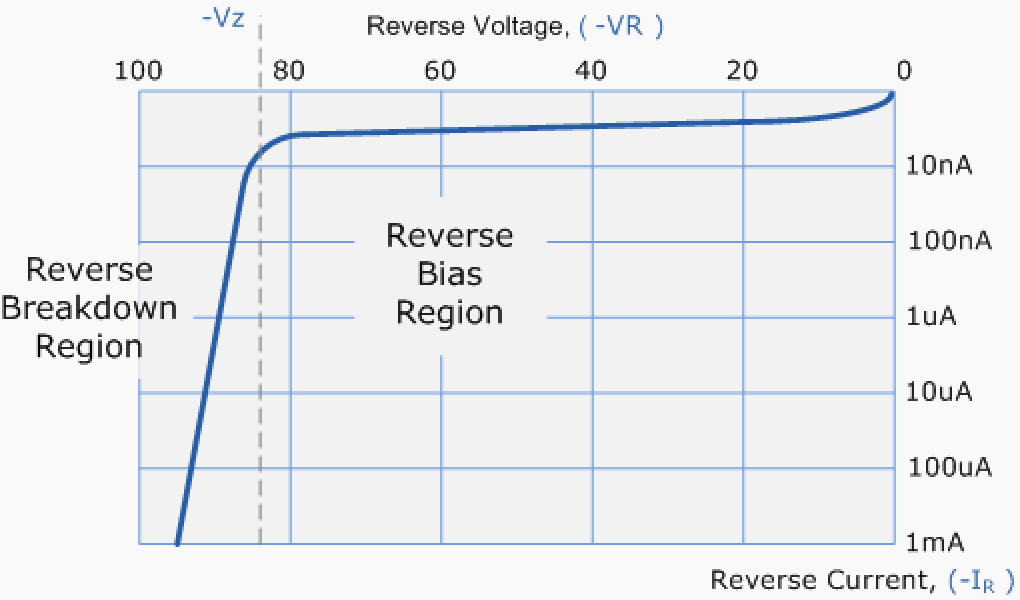 -Vz
Reverse Voltage, ( -VR )
100 80 60 40 20 0
10nA
100nA
1uA
10uA
100uA
1mA
Reverse
Bias
Region
Reverse
Breakdown
Region
Reverse Current, (-IR )